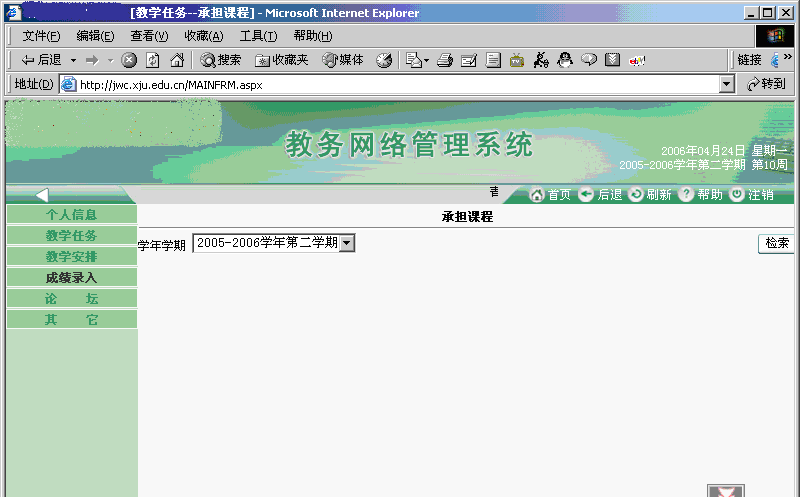 [教学任务--承担课程] - Microsoft Internet Explorer
文件(F) 编辑(E) 查看(V) 收藏(A) 工具(T) 帮助(H)
后退 搜索 收藏夹 媒体 链接 »
地址(D) http://jwc.xju.edu.cn/MAINFRM.aspx 转到
教务网络管理系统
2006年04月24日 星期一
2005-2006学年第二学期 第10周
首页 后退 刷新 帮助 注销
个人信息
承担课程
教学任务
学年学期 2005-2006学年第二学期 检索
教学安排
成绩录入
论 坛
其 它